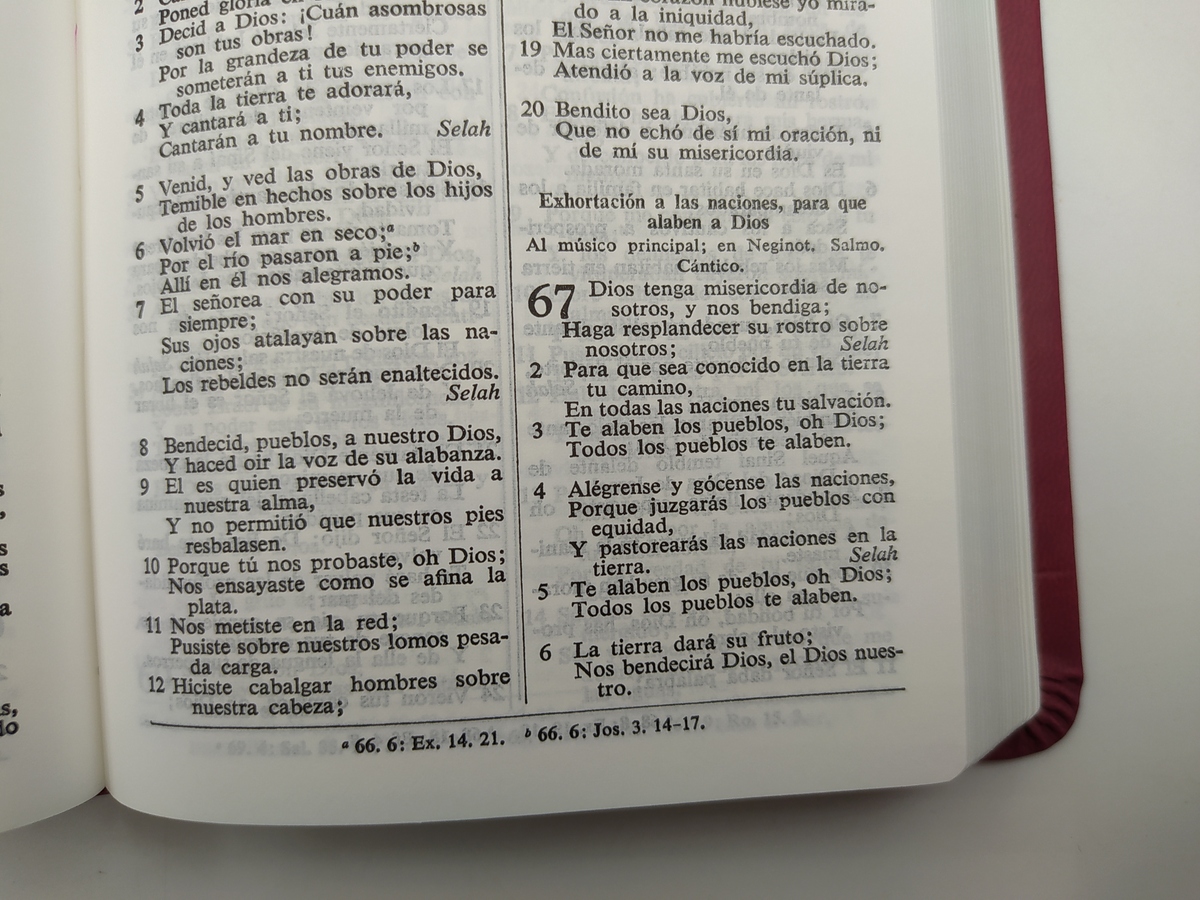 2
Poned gloria
3 Decid a Dios: ¡Cuán asombrosas
son tus obras!
Por la grandeza de tu poder se
someterán a ti tus enemigos.
4 Toda la tierra te adorará,
Y cantará a ti;
Cantarán a tu nombre. Selah
5 Venid, y ved las obras de Dios,
Temible en hechos sobre los hijos
de los hombres.
6 Volvió el mar en seco;a
Por el río pasaron a pie;b
Allí en él nos alegramos.
7 El señorea con su poder para
siempre;
Sus ojos atalayan sobre las na-
ciones;
Los rebeldes no serán enaltecidos.
Selah
8 Bendecid, pueblos, a nuestro Dios,
Y haced oir la voz de su alabanza.
9 El es quien preservó la vida a
nuestra alma,
Y no permitió que nuestros pies
resbalasen.
10 Porque tú nos probaste, oh Dios;
Nos ensayaste como se afina la
plata.
11 Nos metiste en la red;
Pusiste sobre nuestros lomos pesa-
da carga.
12 Hiciste cabalgar hombres sobre
nuestra cabeza;
hubiese yo mira-
do a la iniquidad,
El Señor no me habría escuchado.
19 Mas ciertamente me escuchó Dios;
Atendió a la voz de mi súplica.
20 Bendito sea Dios,
Que no echó de sí mi oración, ni
de mí su misericordia.
Exhortación a las naciones, para que
alaben a Dios
Al músico principal; en Neginot. Salmo.
Cántico.
67 Dios tenga misericordia de no-
sotros, y nos bendiga;
Haga resplandecer su rostro sobre
nosotros; Selah
2 Para que sea conocido en la tierra
tu camino,
En todas las naciones tu salvación.
3 Te alaben los pueblos, oh Dios;
Todos los pueblos te alaben.
4 Alégrense y gócense las naciones,
Porque juzgarás los pueblos con
equidad,
Y pastorearás las naciones en la
tierra. Selah
5 Te alaben los pueblos, oh Dios;
Todos los pueblos te alaben.
6 La tierra dará su fruto;
Nos bendecirá Dios, el Dios nues-
tro.
a 66. 6: Ex. 14. 21. b 66. 6: Jos. 3. 14-17.